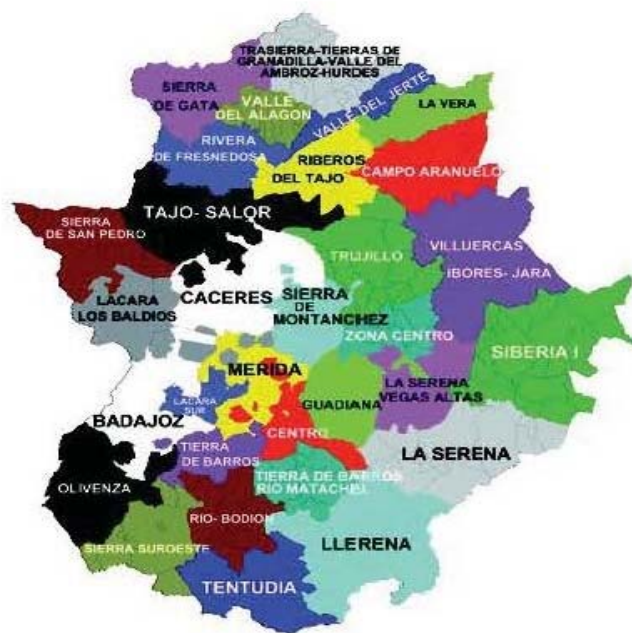 TRASIERRA-TIERRAS DE
GRANADILLA-VALLE DEL
AMBROZ-HURDES
SIERRA
DE GATA
VALLE
DEL ALAGON
VALLE DEL JERTE
LA VERA
RIVERA
DE FRESNEDOSA
RIBEROS
DEL TAJO
CAMPO ARAÑUELO
TAJO- SALOR
SIERRA
DE SAN PEDRO
TRUJILLO
VILLUERCAS
IBORES- JARA
LACARA
LOS BALDIOS
CACERES
SIERRA
DE
MONTANCHEZ
ZONA CENTRO
SIBERIA I
MERIDA
LACARA
SUR
LA SERENA
VEGAS ALTAS
GUADIANA
BADAJOZ
CENTRO
TIERRA
DE BARROS
LA SERENA
OLIVENZA
TIERRA DE BARROS
RIO MATACHEL
RIO- BODION
SIERRA SUROESTE
LLERENA
TENTUDIA